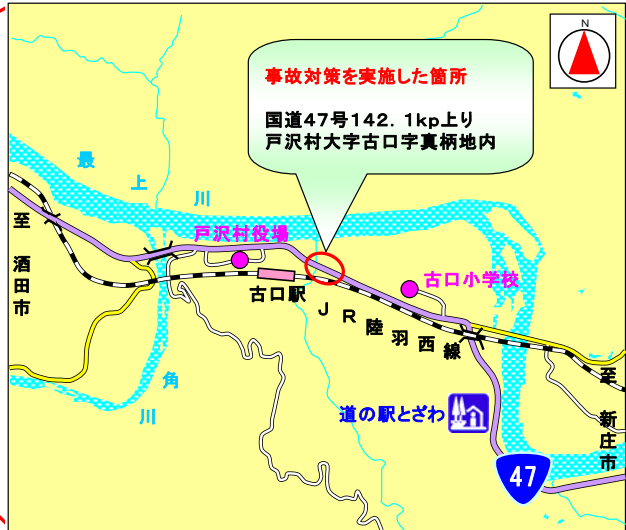 N
事故対策を実施した箇所
国道47号142．1kp上り
戸沢村大字古口字真柄地内
最上川
戸沢村役場
至 酒田市
古口駅
古口小学校
JR陸羽西線
角川
道の駅とざわ
至 新庄市
47